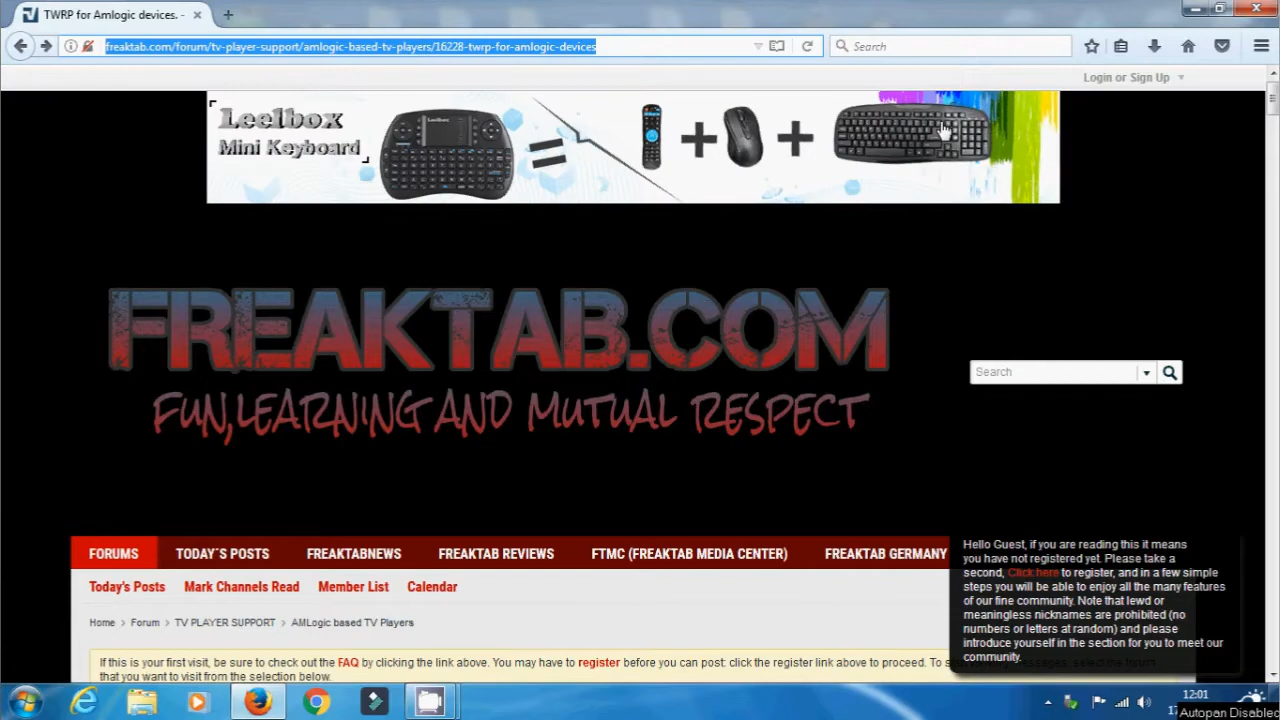 TWRP for Amlogic devices. -
freaktab.com/forum/tv-player-support/amlogic-based-tv-players/16228-twrp-for-amlogic-devices
Search
Login or Sign Up
Leelbox
Mini Keyboard
FREAKTAB.COM
FUN,LEARNING AND MUTUAL RESPECT
Search
FORUMS TODAY´S POSTS FREAKTABNEWS FREAKTAB REVIEWS FTMC (FREAKTAB MEDIA CENTER) FREAKTAB GERMANY
Today's Posts Mark Channels Read Member List Calendar
Home > Forum > TV PLAYER SUPPORT > AMLogic based TV Players
Hello Guest, if you are reading this it means
you have not registered yet. Please take a
second, Click here to register, and in a few simple
steps you will be able to enjoy all the many features
of our fine community. Note that lewd or
meaningless nicknames are prohibited (no
numbers or letters at random) and please
introduce yourself in the section for you to meet our
community.
If this is your first visit, be sure to check out the FAQ by clicking the link above. You may have to register before you can post: click the register link above to proceed. To
that you want to visit from the selection below.
12:01
Autopan Disabled